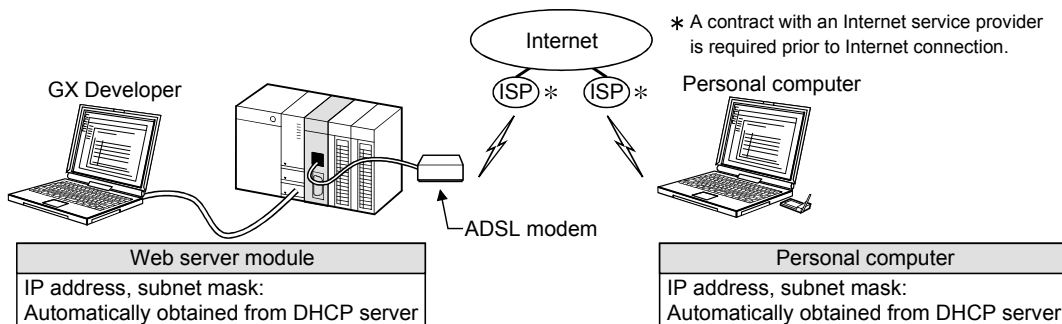 Internet
* A contract with an Internet service provider
is required prior to Internet connection.
GX Developer
ISP * ISP *
Personal computer
ADSL modem
Web server module
IP address, subnet mask:
Automatically obtained from DHCP server
Personal computer
IP address, subnet mask:
Automatically obtained from DHCP server